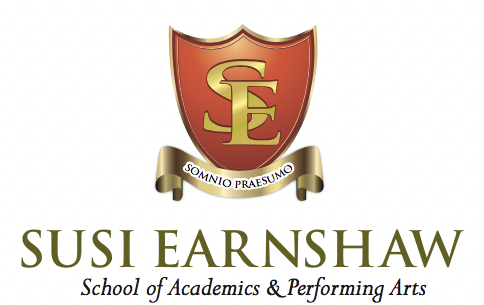 SE
SOMNIO PRAESUMO
SUSI EARNSHAW
School of Academics & Performing Arts